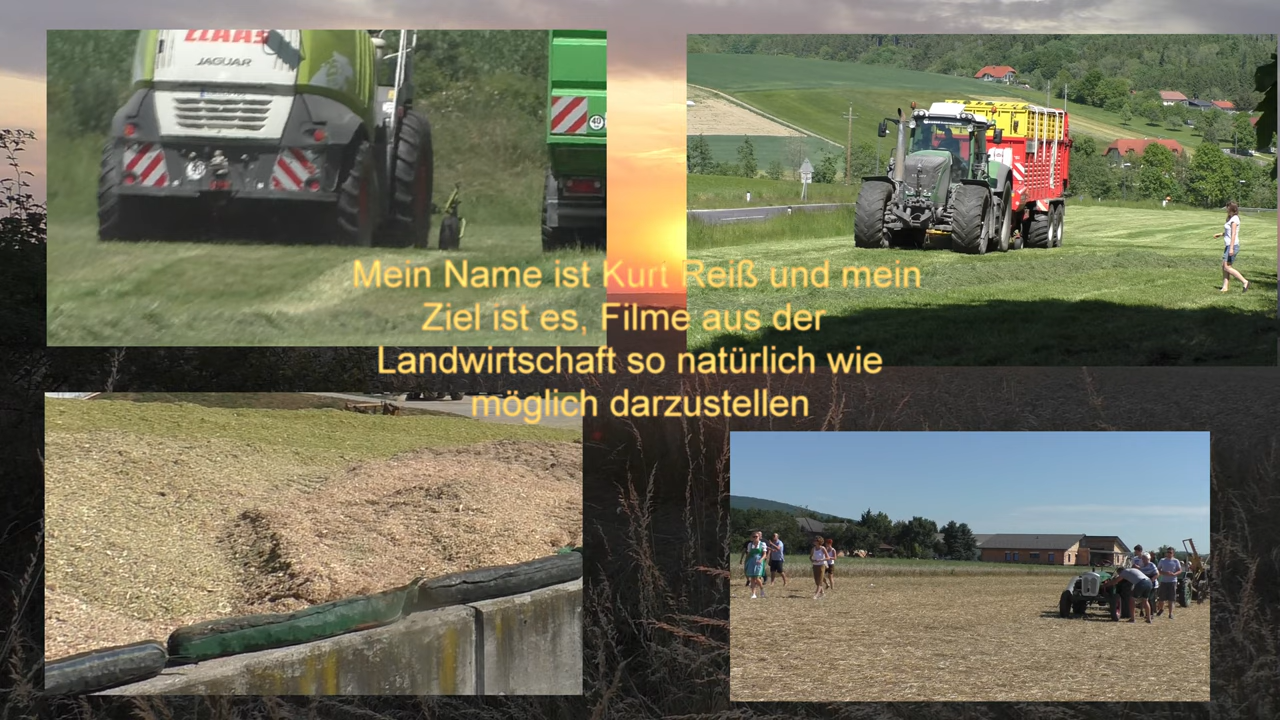 CLAAS
JAGUAR
40
Mein Name ist Kurt Reiß und mein
Ziel ist es, Filme aus der
Landwirtschaft so natürlich wie
möglich darzustellen